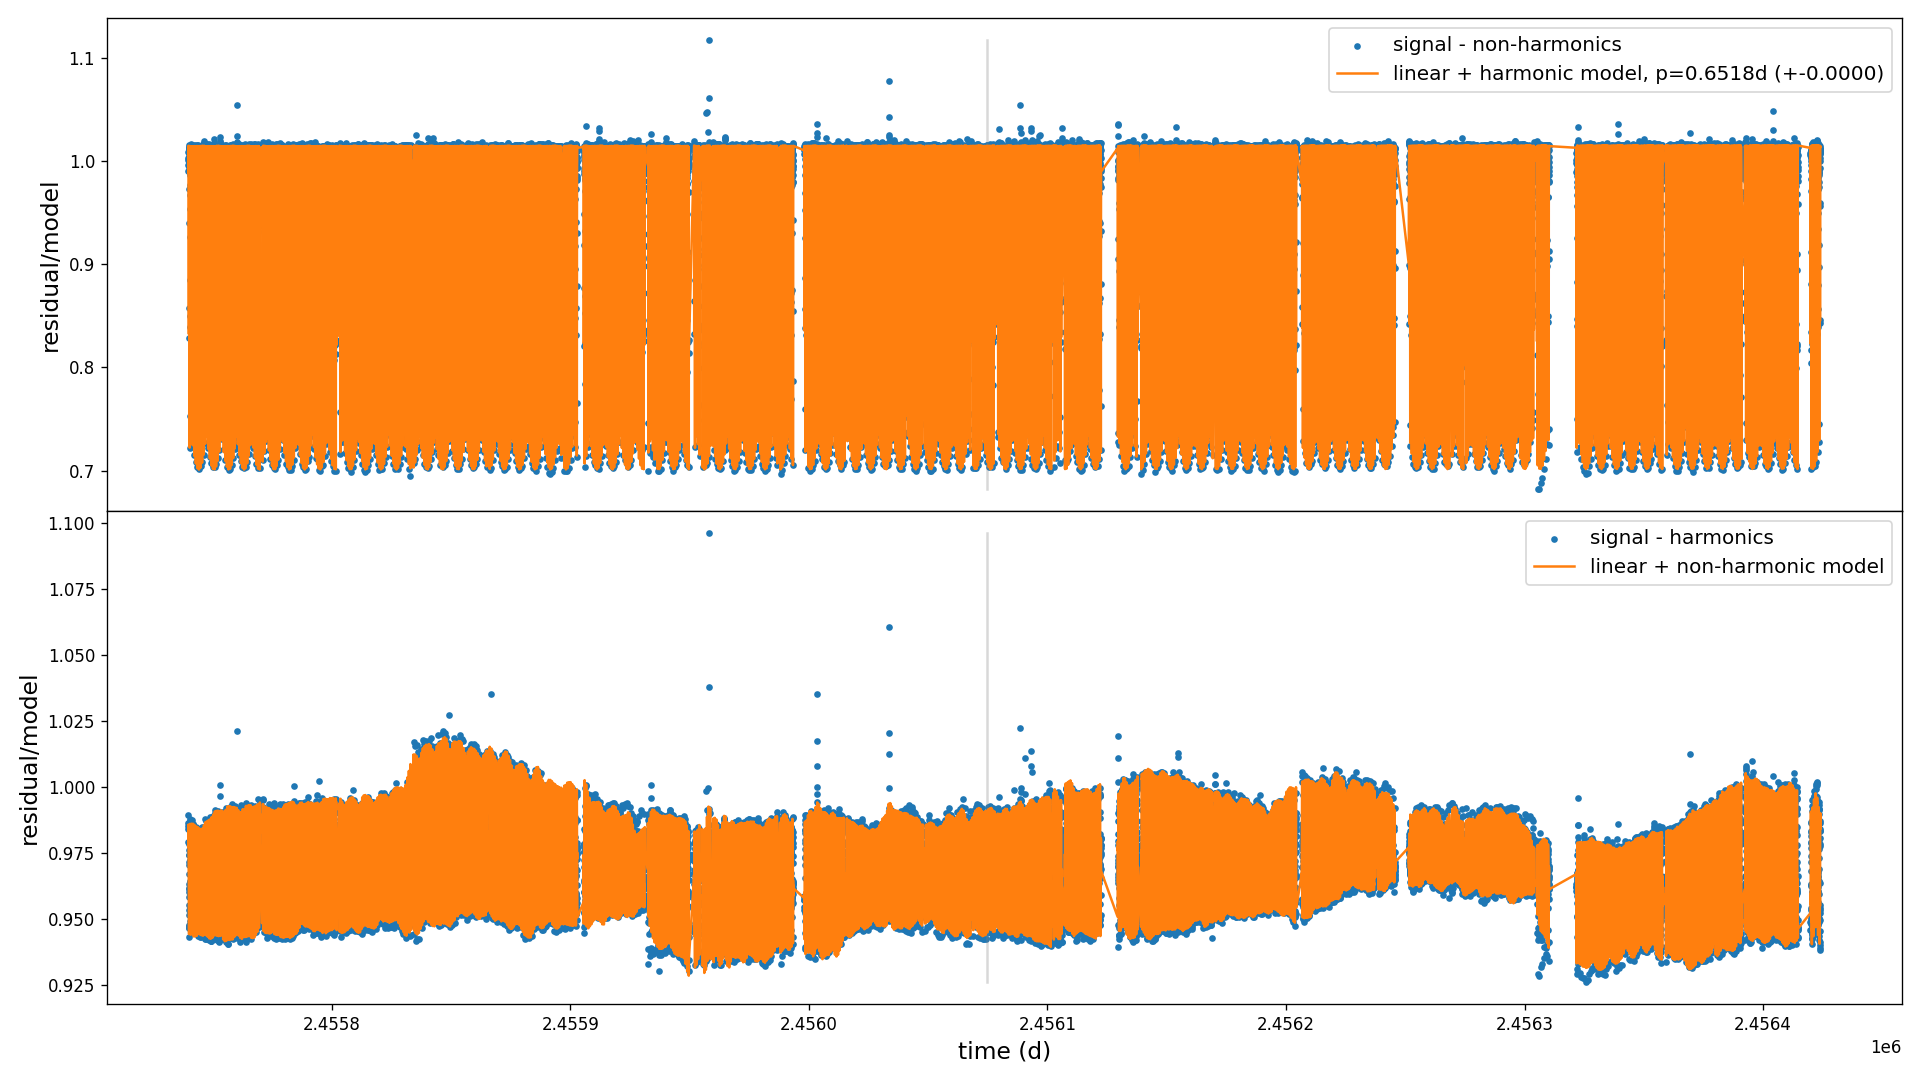 signal - non-harmonics
linear + harmonic model, p=0.6518d (+-0.0000)
1.1
1.0
0.9
0.8
0.7
residual/model
signal - harmonics
linear + non-harmonic model
1.100
1.075
1.050
1.025
1.000
0.975
0.950
0.925
residual/model
2.4558 2.4559 2.4560 2.4561 2.4562 2.4563 2.4564
1e6
time (d)